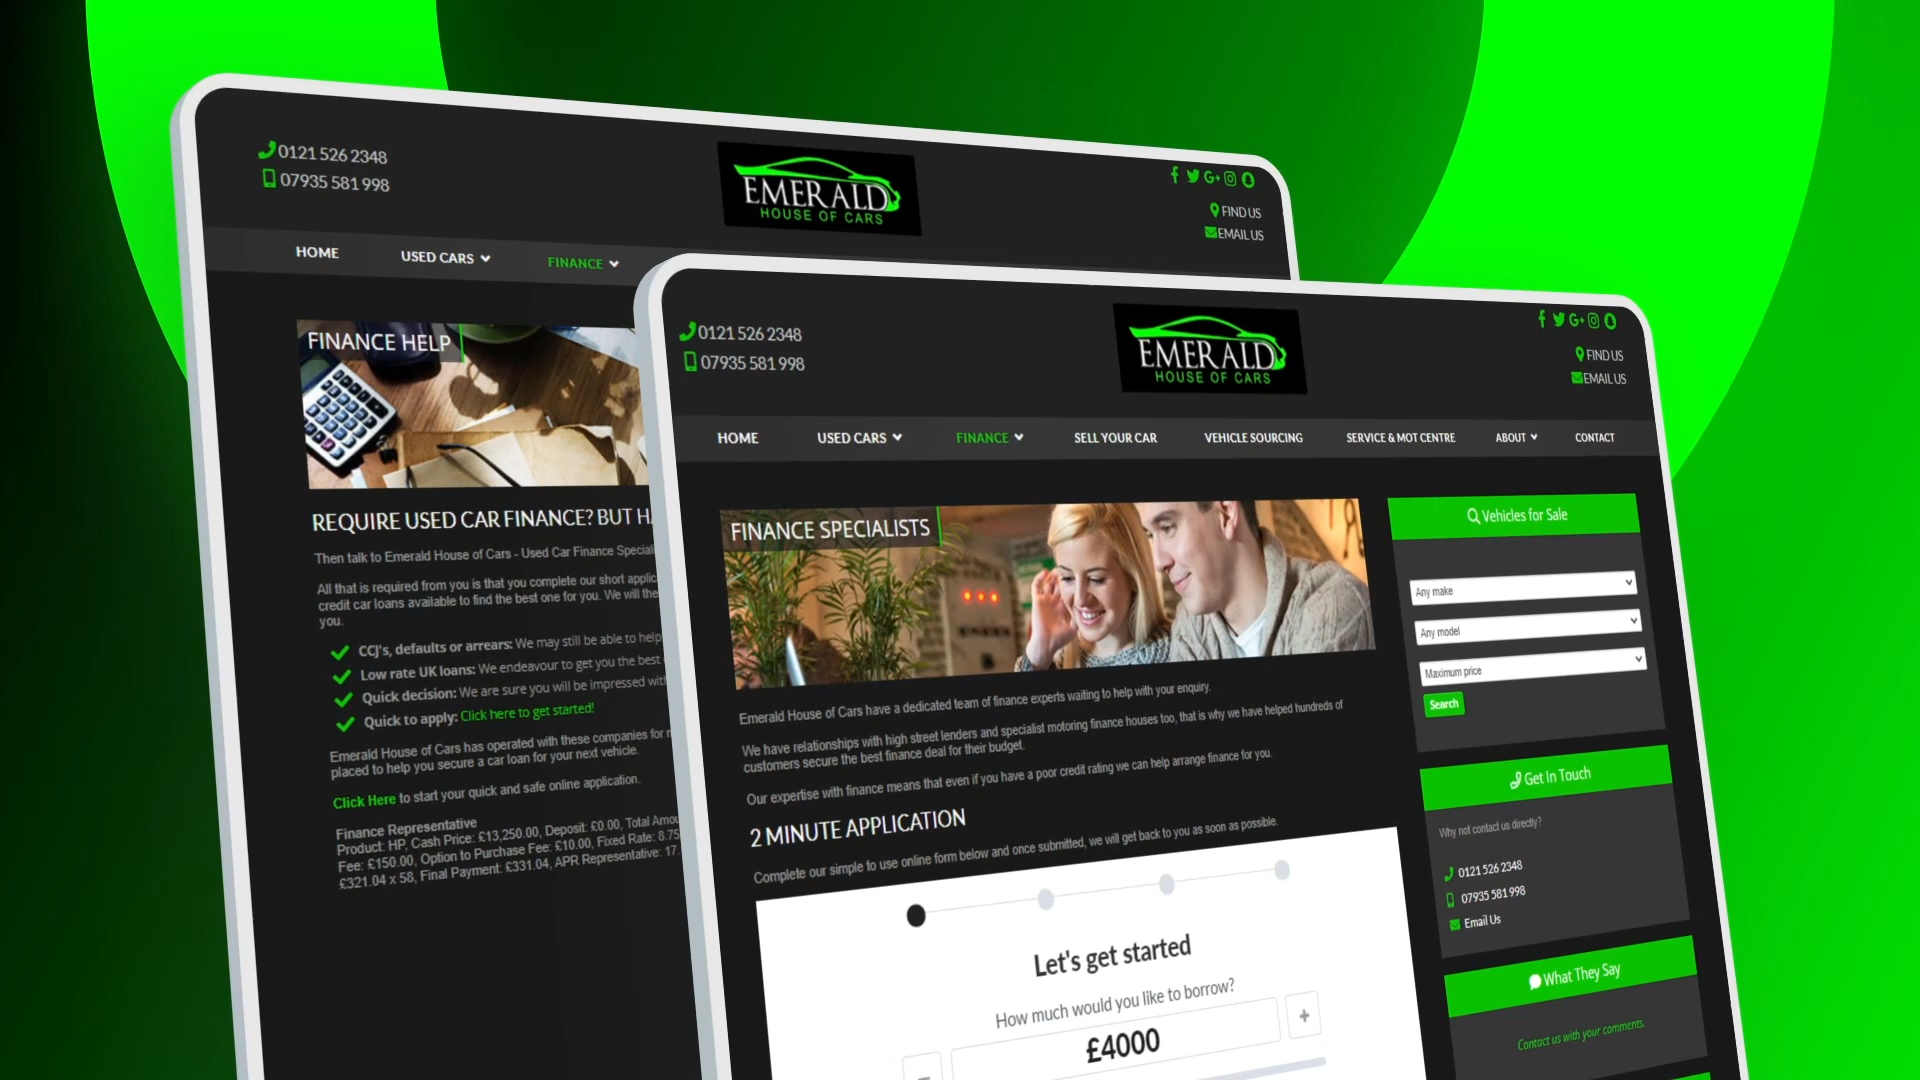 0121 526 2348
07935 581 998
EMERALD
HOUSE OF CARS
FIND US
EMAIL US
HOME
USED CARS
FINANCE
FINANCE HELP
REQUIRE USED CAR FINANCE? BUT
Then talk to Emerald House of Cars - Used Car Finance
All that is required from you is that you complete our short
credit car loans available to find the best one for you. We will
you.
CCJ's, defaults or arrears: We may still be able to help
Low rate UK loans: We endeavour to get you the best
Quick decision: We are sure you will be impressed
Quick to apply: Click here to get started!
Emerald House of Cars has operated with these companies for
placed to help you secure a car loan for your next vehicle.
Click Here to start your quick and safe online application.
Finance Representative
Product: HP, Cash Price: £13,250.00, Deposit: £0.00, Total
Fee: £150.00, Option to Purchase Fee: £10.00, Fixed Rate: 8.75
£321.04 x 58, Final Payment: £331.04, APR Representative: 17.
0121 526 2348
07935 581 998
EMERALD
HOUSE OF CARS
FIND US
EMAIL US
HOME
USED CARS
FINANCE
SELL YOUR CAR
VEHICLE SOURCING
SERVICE & MOT CENTRE
ABOUT
CONTACT
FINANCE SPECIALISTS
Emerald House of Cars have a dedicated team of finance experts waiting to help with your enquiry.
We have relationships with high street lenders and specialist motoring finance houses too, that is why we have helped hundreds of
customers secure the best finance deal for their budget.
Our expertise with finance means that even if you have a poor credit rating we can help arrange finance for you.
2 MINUTE APPLICATION
Complete our simple to use online form below and once submitted, we will get back to you as soon as possible.
Let's get started
How much would you like to borrow?
£4000
+
Vehicles for Sale
Any make
Any model
Maximum price
Search
Get In Touch
Why not contact us directly?
0121 526 2348
07935 581 998
Email Us
What They Say
Contact us with your comments.